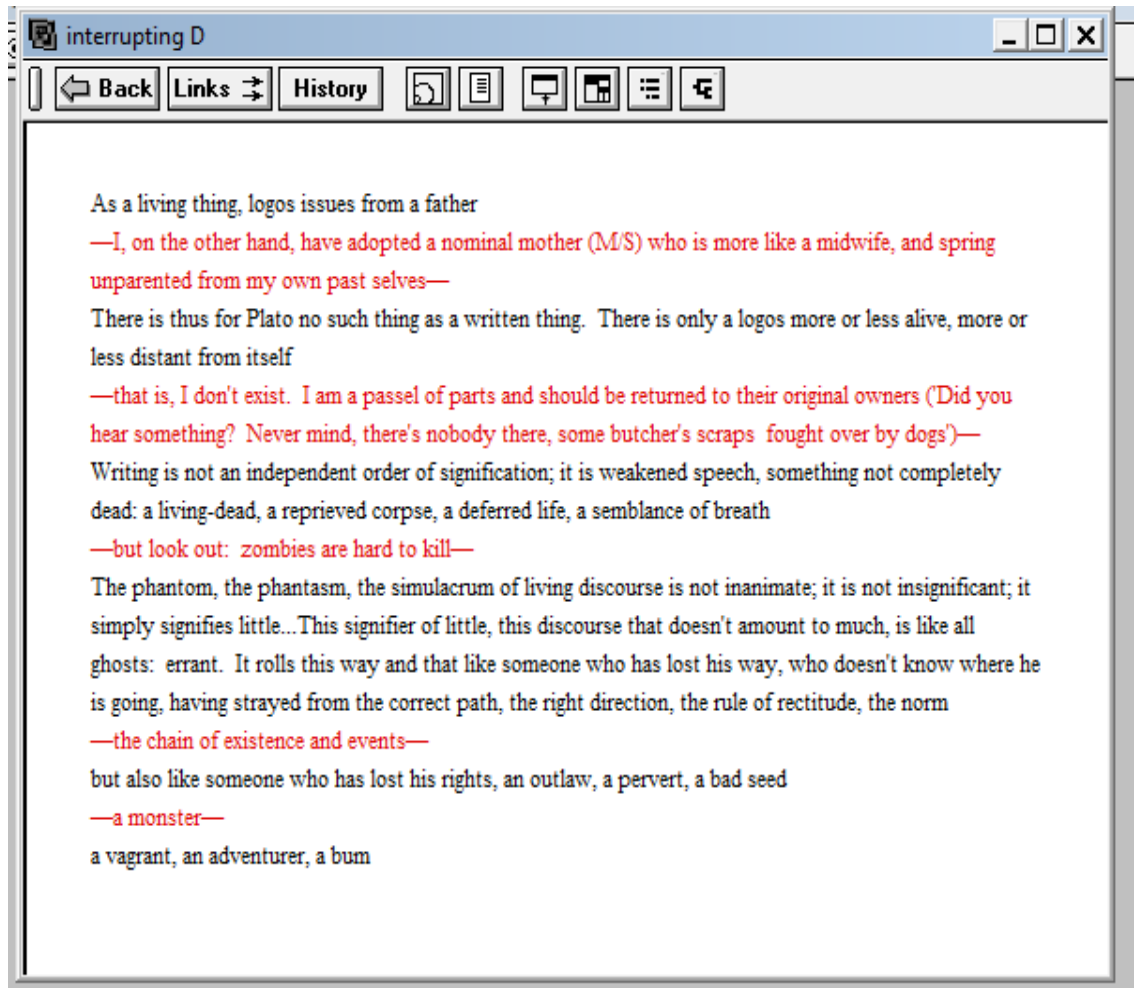 interrupting D
Back Links History
As a living thing, logos issues from a father
—I, on the other hand, have adopted a nominal mother (M/S) who is more like a midwife, and spring
unparented from my own past selves—
There is thus for Plato no such thing as a written thing.  There is only a logos more or less alive, more or
less distant from itself
—that is, I don't exist.  I am a passel of parts and should be returned to their original owners ('Did you
hear something?  Never mind, there's nobody there, some butcher's scraps  fought over by dogs')—
Writing is not an independent order of signification; it is weakened speech, something not completely
dead: a living-dead, a reprieved corpse, a deferred life, a semblance of breath
—but look out:  zombies are hard to kill—
The phantom, the phantasm, the simulacrum of living discourse is not inanimate; it is not insignificant; it
simply signifies little...This signifier of little, this discourse that doesn't amount to much, is like all
ghosts:  errant.  It rolls this way and that like someone who has lost his way, who doesn't know where he
is going, having strayed from the correct path, the right direction, the rule of rectitude, the norm
—the chain of existence and events—
but also like someone who has lost his rights, an outlaw, a pervert, a bad seed
—a monster—
a vagrant, an adventurer, a bum